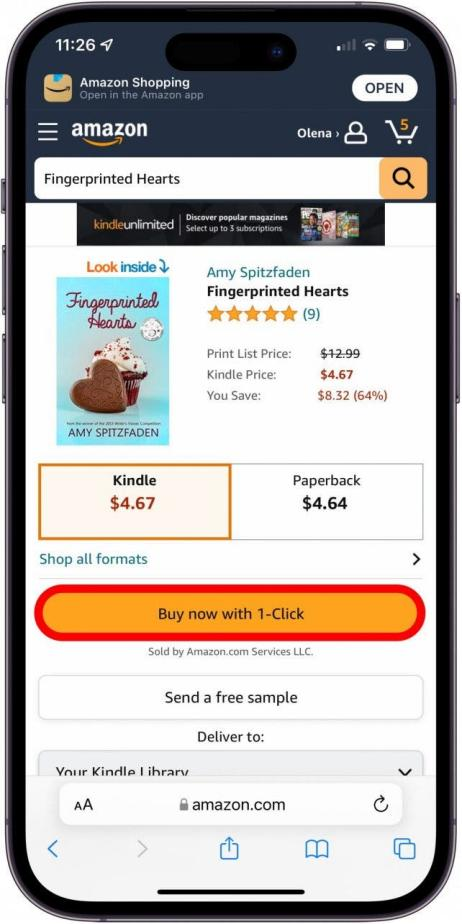 11:26
Amazon Shopping
Open in the Amazon app
OPEN
amazon
Olena ›
5
Fingerprinted Hearts
kindleunlimited
Discover popular magazines
Select up to 3 subscriptions
Look inside
Fingerprinted
Hearts
AMY SPITZFADEN
Amy Spitzfaden
Fingerprinted Hearts
(9)
Print List Price: $12.99
Kindle Price: $4.67
You Save: $8.32 (64%)
Kindle
$4.67
Paperback
$4.64
Shop all formats
Buy now with 1-Click
Sold by Amazon.com Services LLC.
Send a free sample
Deliver to:
Your Kindle Library
AA
amazon.com